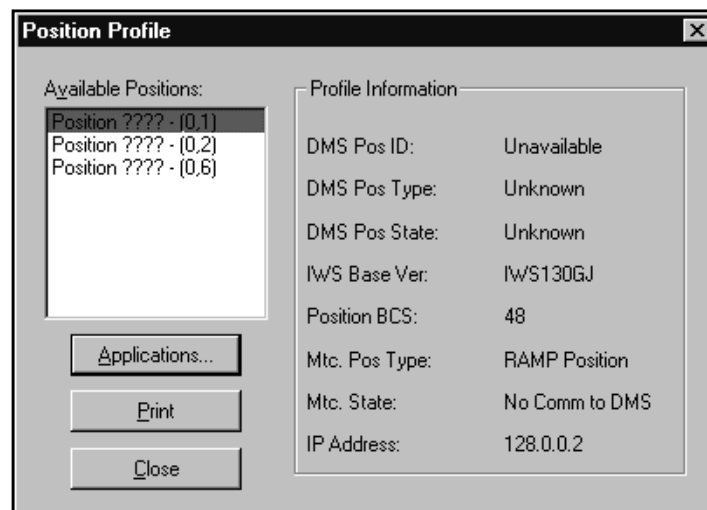 Position Profile
Available Positions:
Position ???? - (0,1)
Position ???? - (0,2)
Position ???? - (0,6)
Applications...
Print
Close
Profile Information
DMS Pos ID: Unavailable
DMS Pos Type: Unknown
DMS Pos State: Unknown
IWS Base Ver: IWS130GJ
Position BCS: 48
Mtc. Pos Type: RAMP Position
Mtc. State: No Comm to DMS
IP Address: 128.0.0.2